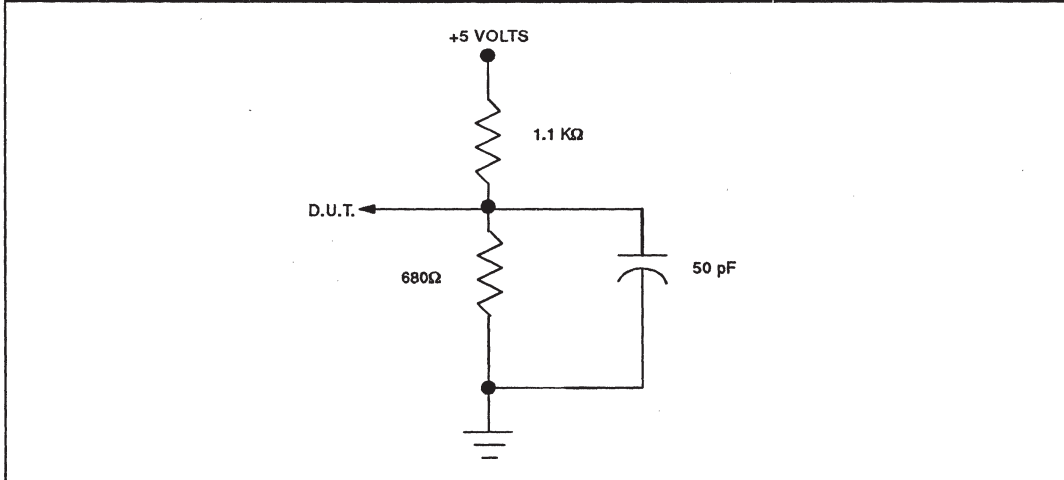 +5 VOLTS
1.1 KΩ
D.U.T.
680Ω
50 pF